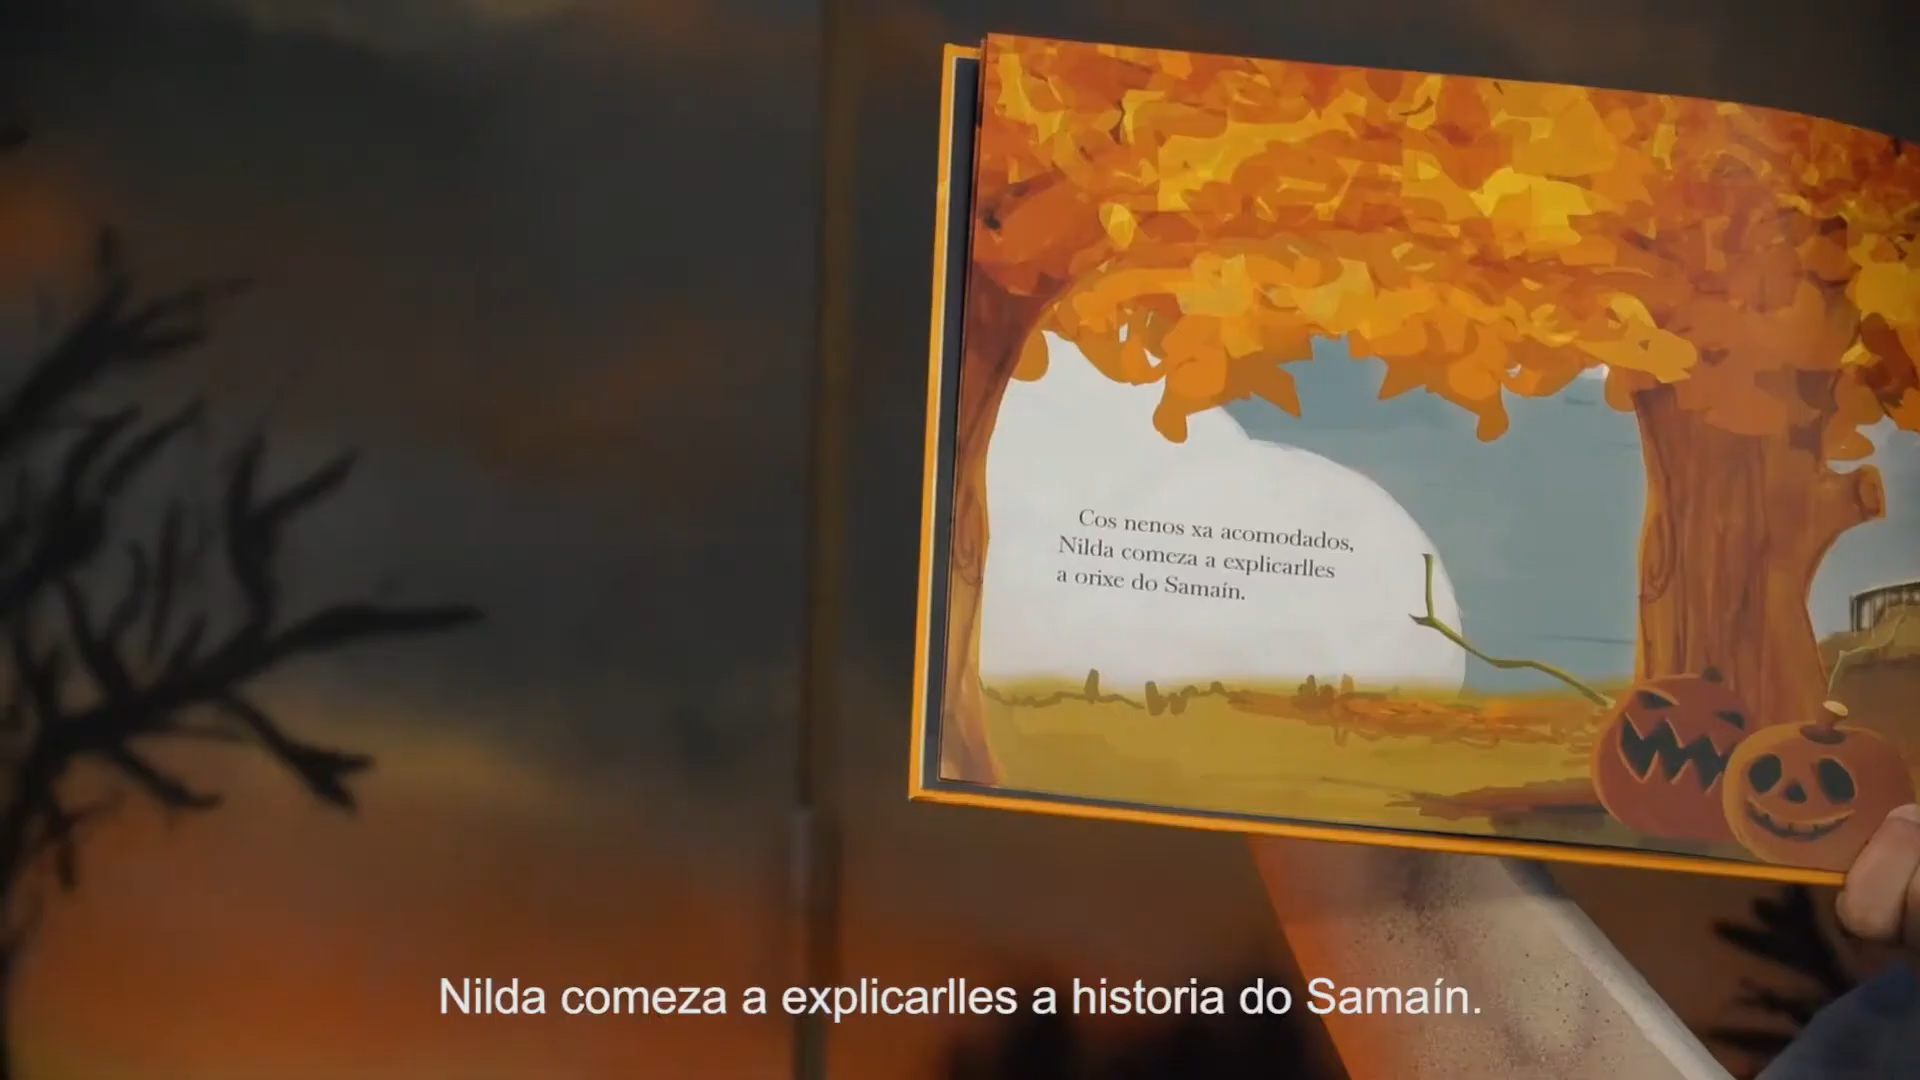 Cos nenos xa acomodados,
Nilda comeza a explicarlles
a orixe do Samaín.
Nilda comeza a explicarlles a historia do Samaín.